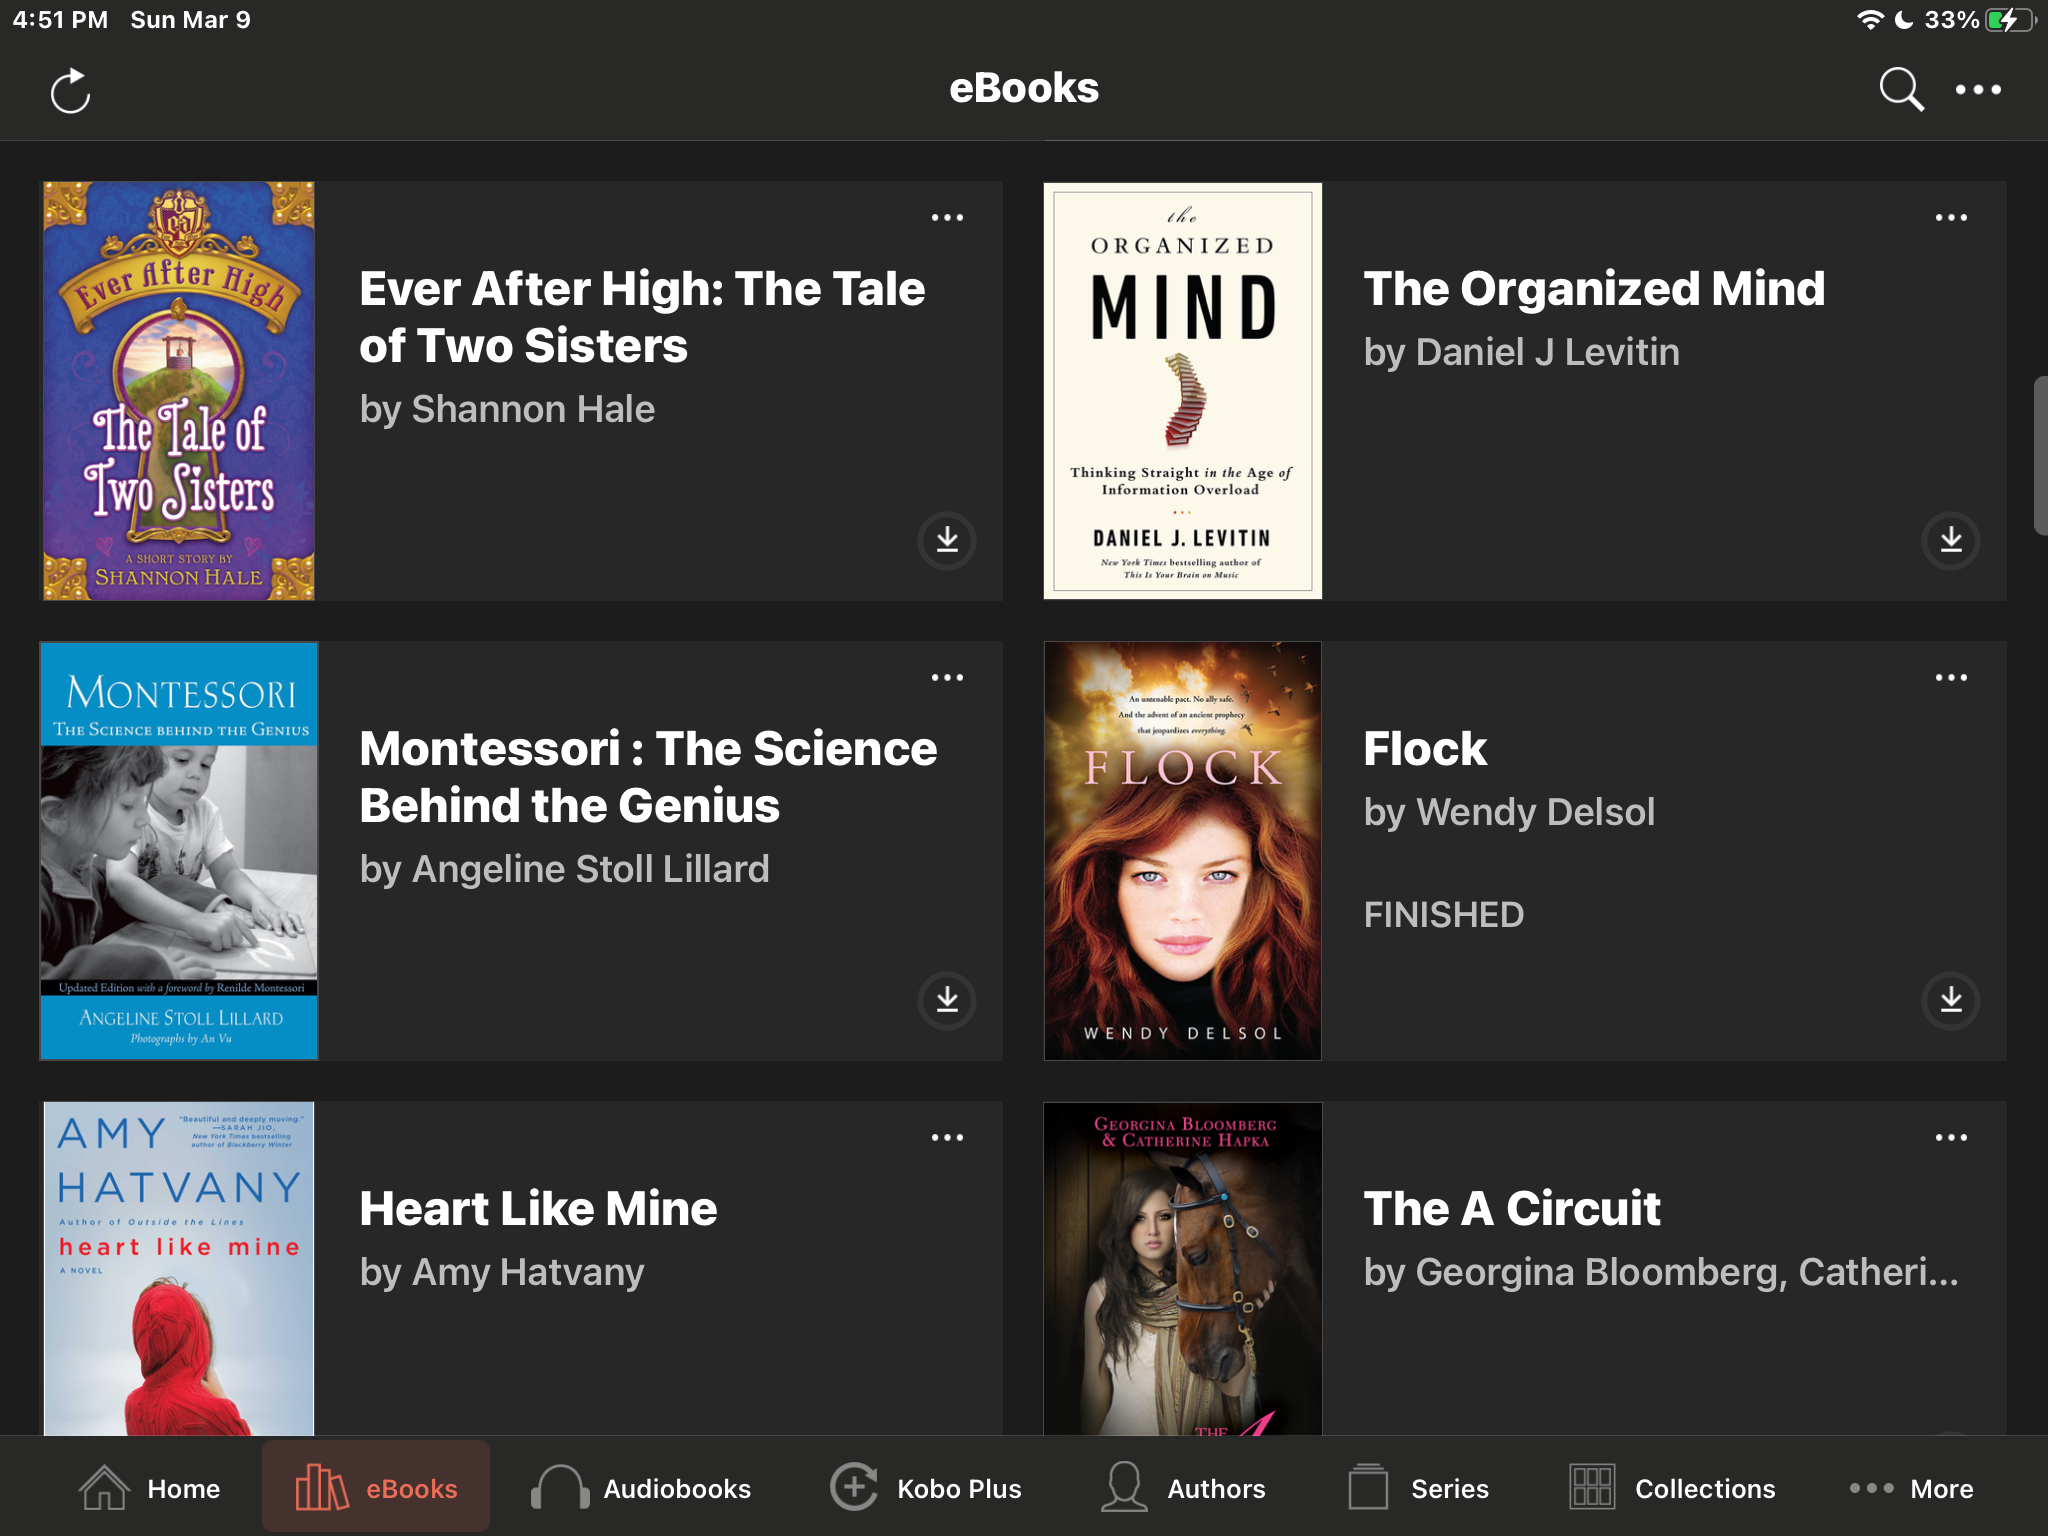 4:51 PM Sun Mar 9
33%
eBooks
Ever After High
The Tale of
Two Sisters
A SHORT STORY BY
SHANNON HALE
Ever After High: The Tale
of Two Sisters
by Shannon Hale
the
ORGANIZED
MIND
Thinking Straight in the Age of
Information Overload
DANIEL J. LEVITIN
New York Times bestselling author of
This Is Your Brain on Music
The Organized Mind
by Daniel J Levitin
MONTESSORI
THE SCIENCE BEHIND THE GENIUS
Updated Edition with a foreword by Renilde Montessori
ANGELINE STOLL LILLARD
Photographs by An Vu
Montessori : The Science
Behind the Genius
by Angeline Stoll Lillard
An untenable pact. No ally safe.
And the advent of an ancient prophecy
that jeopardizes everything.
FLOCK
WENDY DELSOL
Flock
by Wendy Delsol
FINISHED
AMY
HATVANY
"Beautiful and deeply moving."
—SARAH JIO,
New York Times bestselling
author of Blackberry Winter
Author of Outside the Lines
heart like mine
A NOVEL
Heart Like Mine
by Amy Hatvany
GEORGINA BLOOMBERG
& CATHERINE HAPKA
THE
The A Circuit
by Georgina Bloomberg, Catheri...
Home
eBooks
Audiobooks
Kobo Plus
Authors
Series
Collections
More